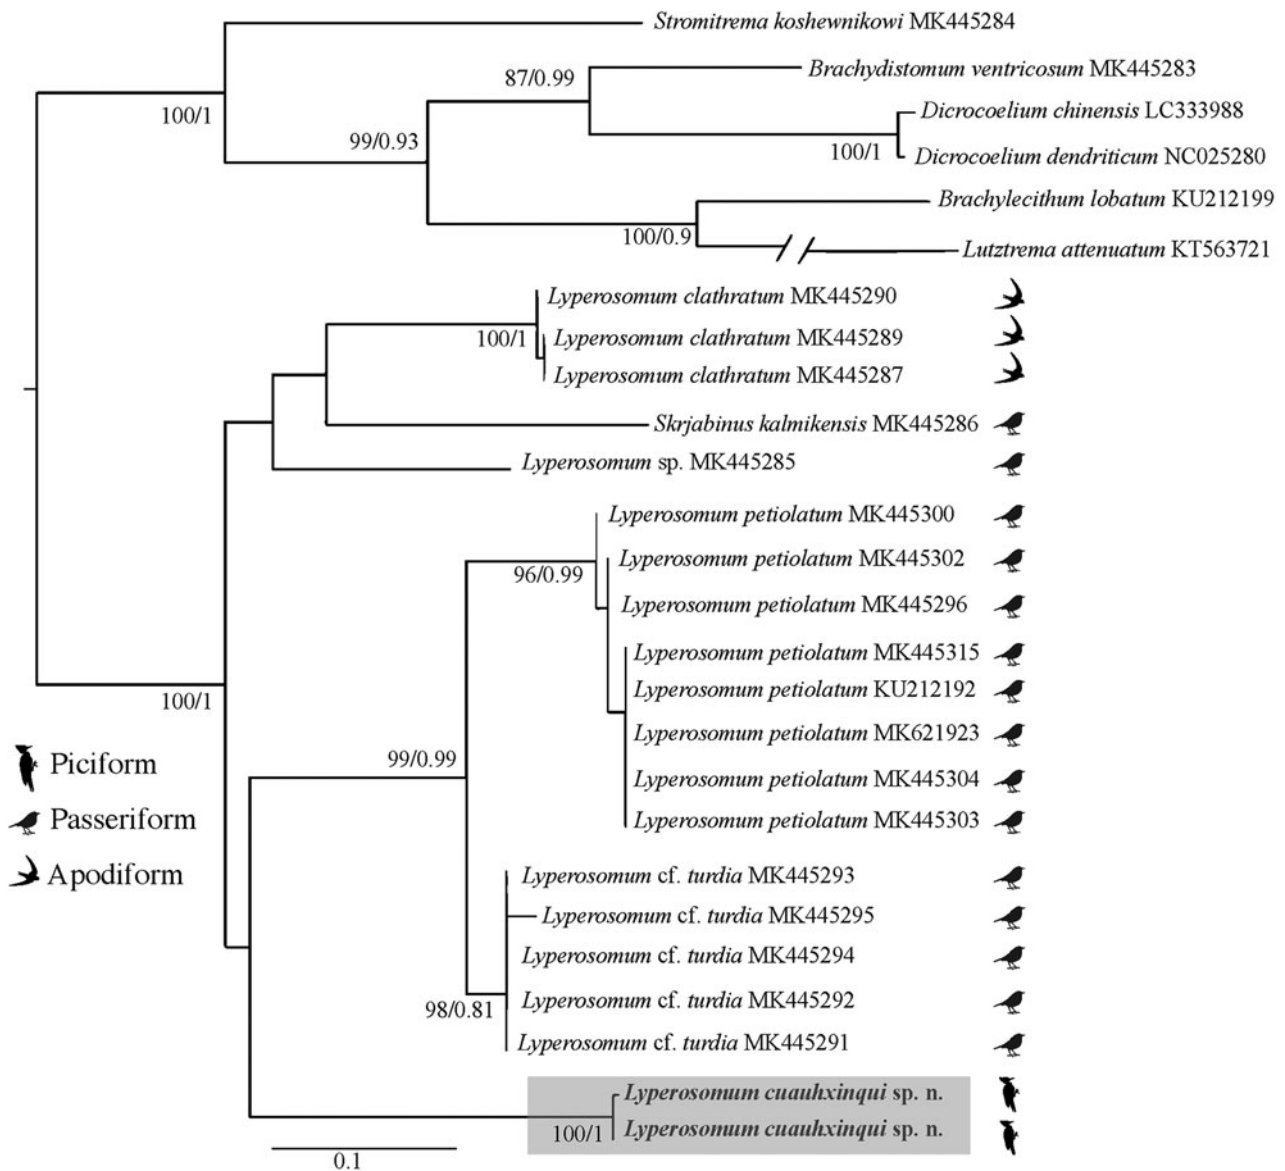 Stromitrema koshewnikowi MK445284
Brachydistomum ventricosum MK445283
87/0.99
Dicrocoelium chinensis LC333988
100/1
99/0.93
100/1
Dicrocoelium dendriticum NC025280
Brachylecithum lobatum KU212199
100/0.9
Lutztrema attenuatum KT563721
Lyperosomum clathratum MK445290
100/1
Lyperosomum clathratum MK445289
Lyperosomum clathratum MK445287
Skrjabinus kalmikensis MK445286
Lyperosomum sp. MK445285
Lyperosomum petiolatum MK445300
Lyperosomum petiolatum MK445302
96/0.99
Lyperosomum petiolatum MK445296
Lyperosomum petiolatum MK445315
Lyperosomum petiolatum KU212192
100/1
Lyperosomum petiolatum MK621923
99/0.99
Lyperosomum petiolatum MK445304
Lyperosomum petiolatum MK445303
Piciform
Passeriform
Apodiform
Lyperosomum cf. turdia MK445293
Lyperosomum cf. turdia MK445295
Lyperosomum cf. turdia MK445294
Lyperosomum cf. turdia MK445292
98/0.81
Lyperosomum cf. turdia MK445291
Lyperosomum cuauhxinqui sp. n.
100/1
Lyperosomum cuauhxinqui sp. n.
0.1